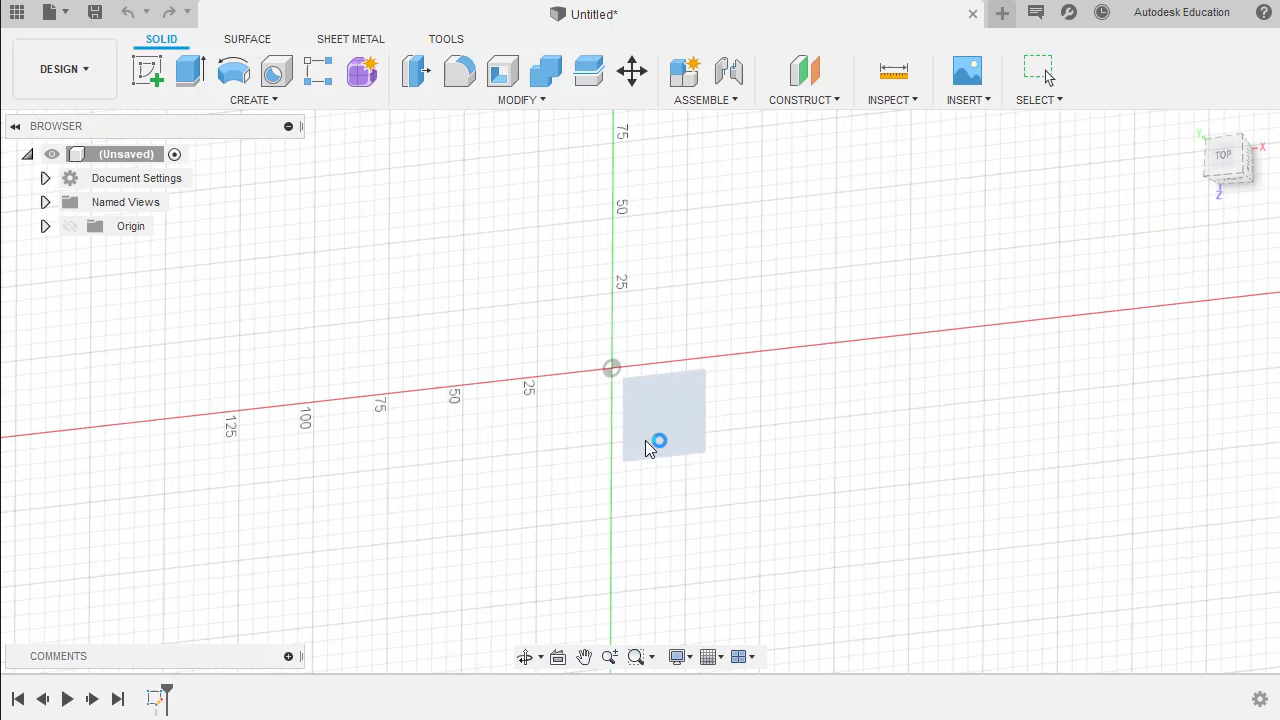 Untitled*
Autodesk Education
SOLID SURFACE SHEET METAL TOOLS
DESIGN
CREATE MODIFY ASSEMBLE CONSTRUCT INSPECT INSERT SELECT
BROWSER
(Unsaved)
Document Settings
Named Views
Origin
75
50
25
25
50
75
100
125
TOP
X
Y
Z
COMMENTS